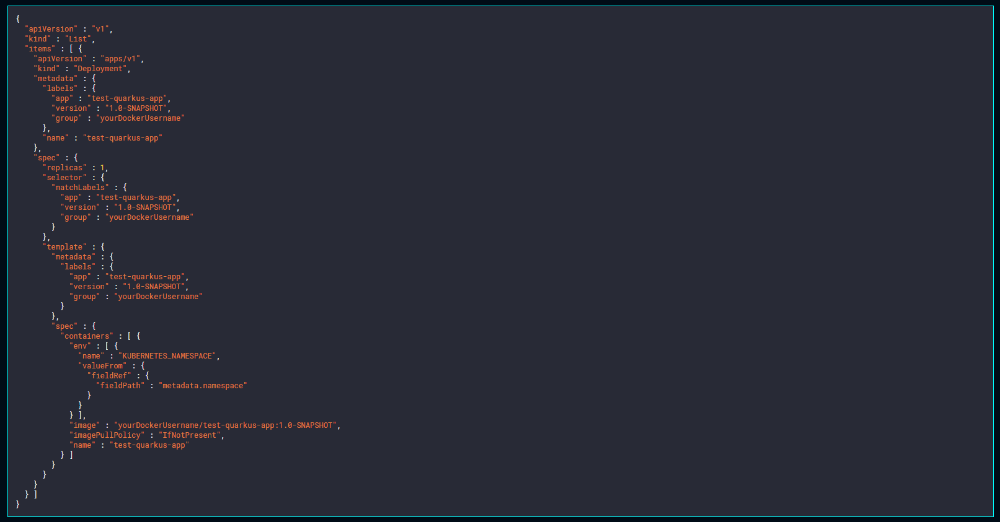 {
  "apiVersion" : "v1",
  "kind" : "List",
  "items" : [ {
    "apiVersion" : "apps/v1",
    "kind" : "Deployment",
    "metadata" : {
      "labels" : {
        "app" : "test-quarkus-app",
        "version" : "1.0-SNAPSHOT",
        "group" : "yourDockerUsername"
      },
      "name" : "test-quarkus-app"
    },
    "spec" : {
      "replicas" : 1,
      "selector" : {
        "matchLabels" : {
          "app" : "test-quarkus-app",
          "version" : "1.0-SNAPSHOT",
          "group" : "yourDockerUsername"
        }
      },
      "template" : {
        "metadata" : {
          "labels" : {
            "app" : "test-quarkus-app",
            "version" : "1.0-SNAPSHOT",
            "group" : "yourDockerUsername"
          }
        },
        "spec" : {
          "containers" : [ {
            "env" : [ {
              "name" : "KUBERNETES_NAMESPACE",
              "valueFrom" : {
                "fieldRef" : {
                  "fieldPath" : "metadata.namespace"
                }
              }
            } ],
            "image" : "yourDockerUsername/test-quarkus-app:1.0-SNAPSHOT",
            "imagePullPolicy" : "IfNotPresent",
            "name" : "test-quarkus-app"
          } ]
        }
      }
    }
  } ]
}